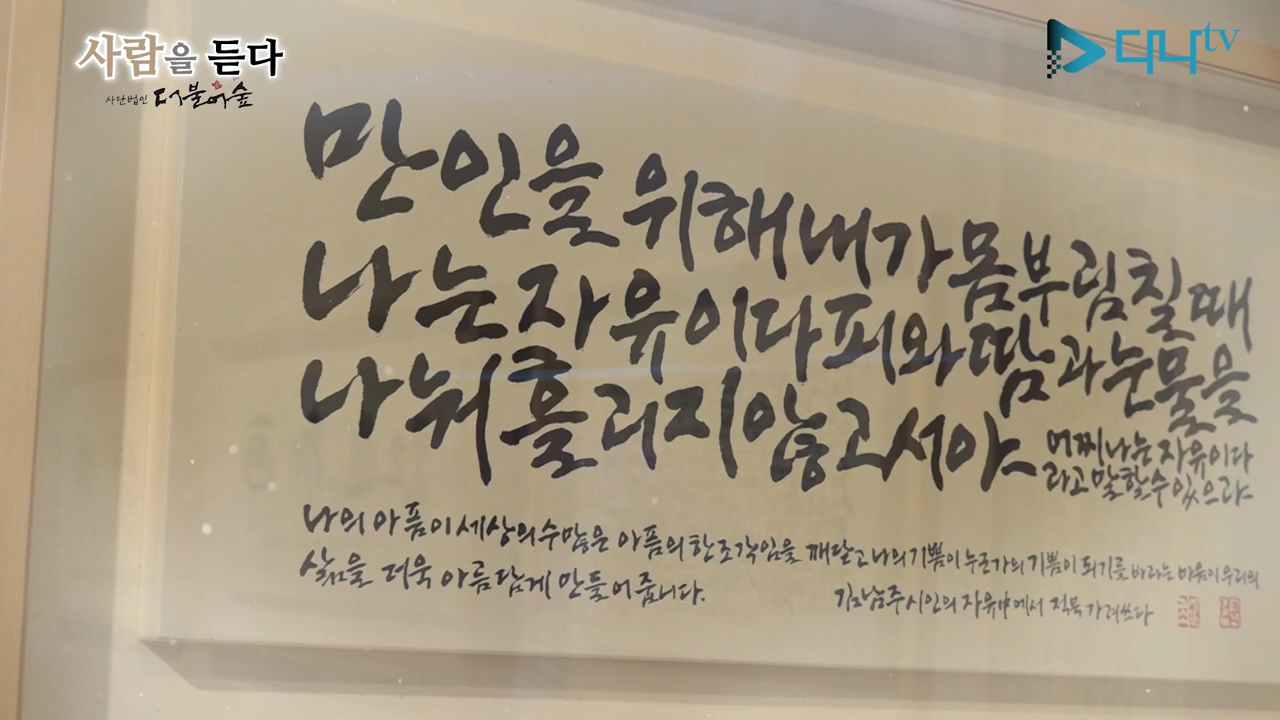 사람을 듣다
사단법인 더불어숲
다나tv
만인을 위해 내가 몸부림칠 때
나는 자유이다 피와 땀과 눈물을
나눠 흘리지 않고서야
어찌 나는 자유이다
라고 말할 수 있으랴
나의 아픔이 세상의 수많은 아픔의 한 조각임을 깨닫고 나의 기쁨이 누군가의 기쁨이 되기를 바라는 마음이 우리의
삶을 더욱 아름답게 만들어 줍니다.
김남주 시인의 자유 中에서 적목 가려 쓰다